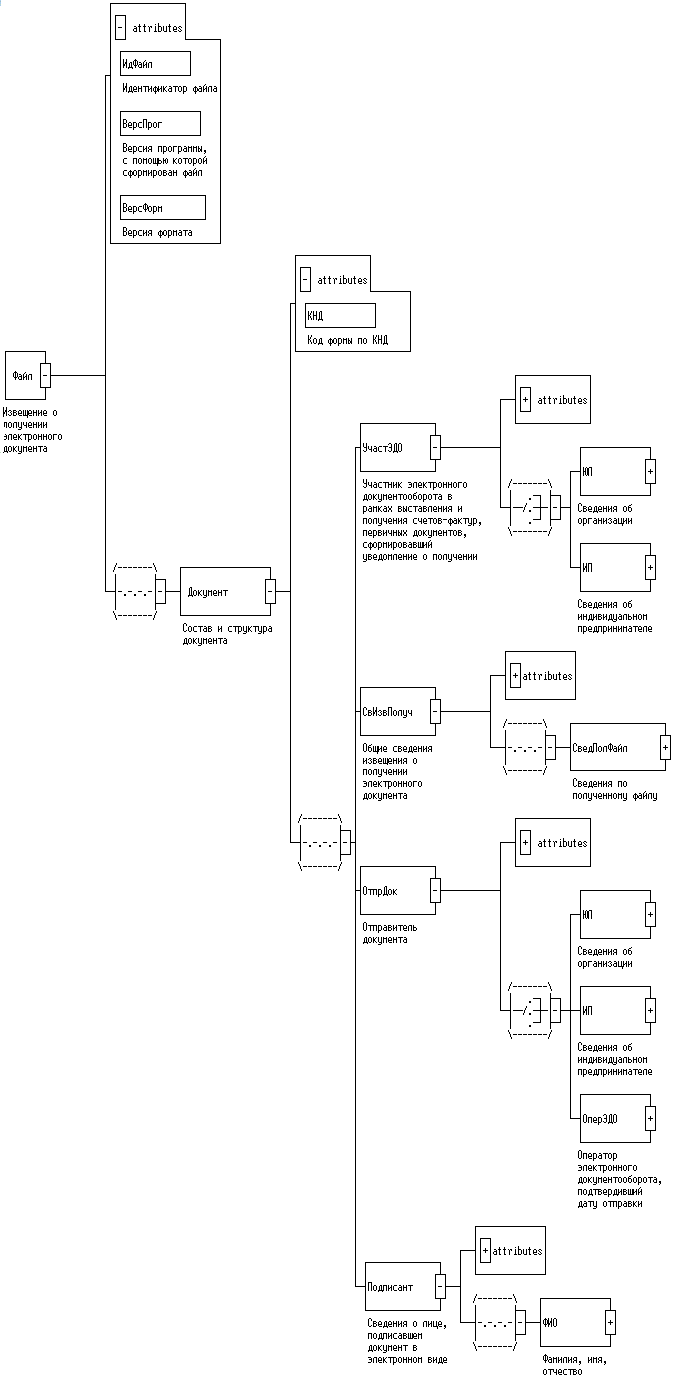 attributes
ИдФайл
Идентификатор файла
ВерсПрог
Версия программы,
с помощью которой
сформирован файл
ВерсФорм
Версия формата
attributes
КНД
Код формы по КНД
Файл
Извещение о
получении
электронного
документа
attributes
УчастЭДО
Участник электронного
документооборота в
рамках выставления и
получения счетов-фактур,
первичных документов,
сформировавший
уведомление о получении
ЮЛ
Сведения об
организации
ИП
Сведения об
индивидуальном
предпринимателе
Документ
Состав и структура
документа
attributes
СвИзвПолуч
Общие сведения
извещения о
получении
электронного
документа
СведПолФайл
Сведения по
полученному файлу
attributes
ОтпрДок
Отправитель
документа
ЮЛ
Сведения об
организации
ИП
Сведения об
индивидуальном
предпринимателе
ОперЭДО
Оператор
электронного
документооборота,
подтвердивший
дату отправки
attributes
Подписант
Сведения о лице,
подписавшем
документ в
электронном виде
ФИО
Фамилия, имя,
отчество